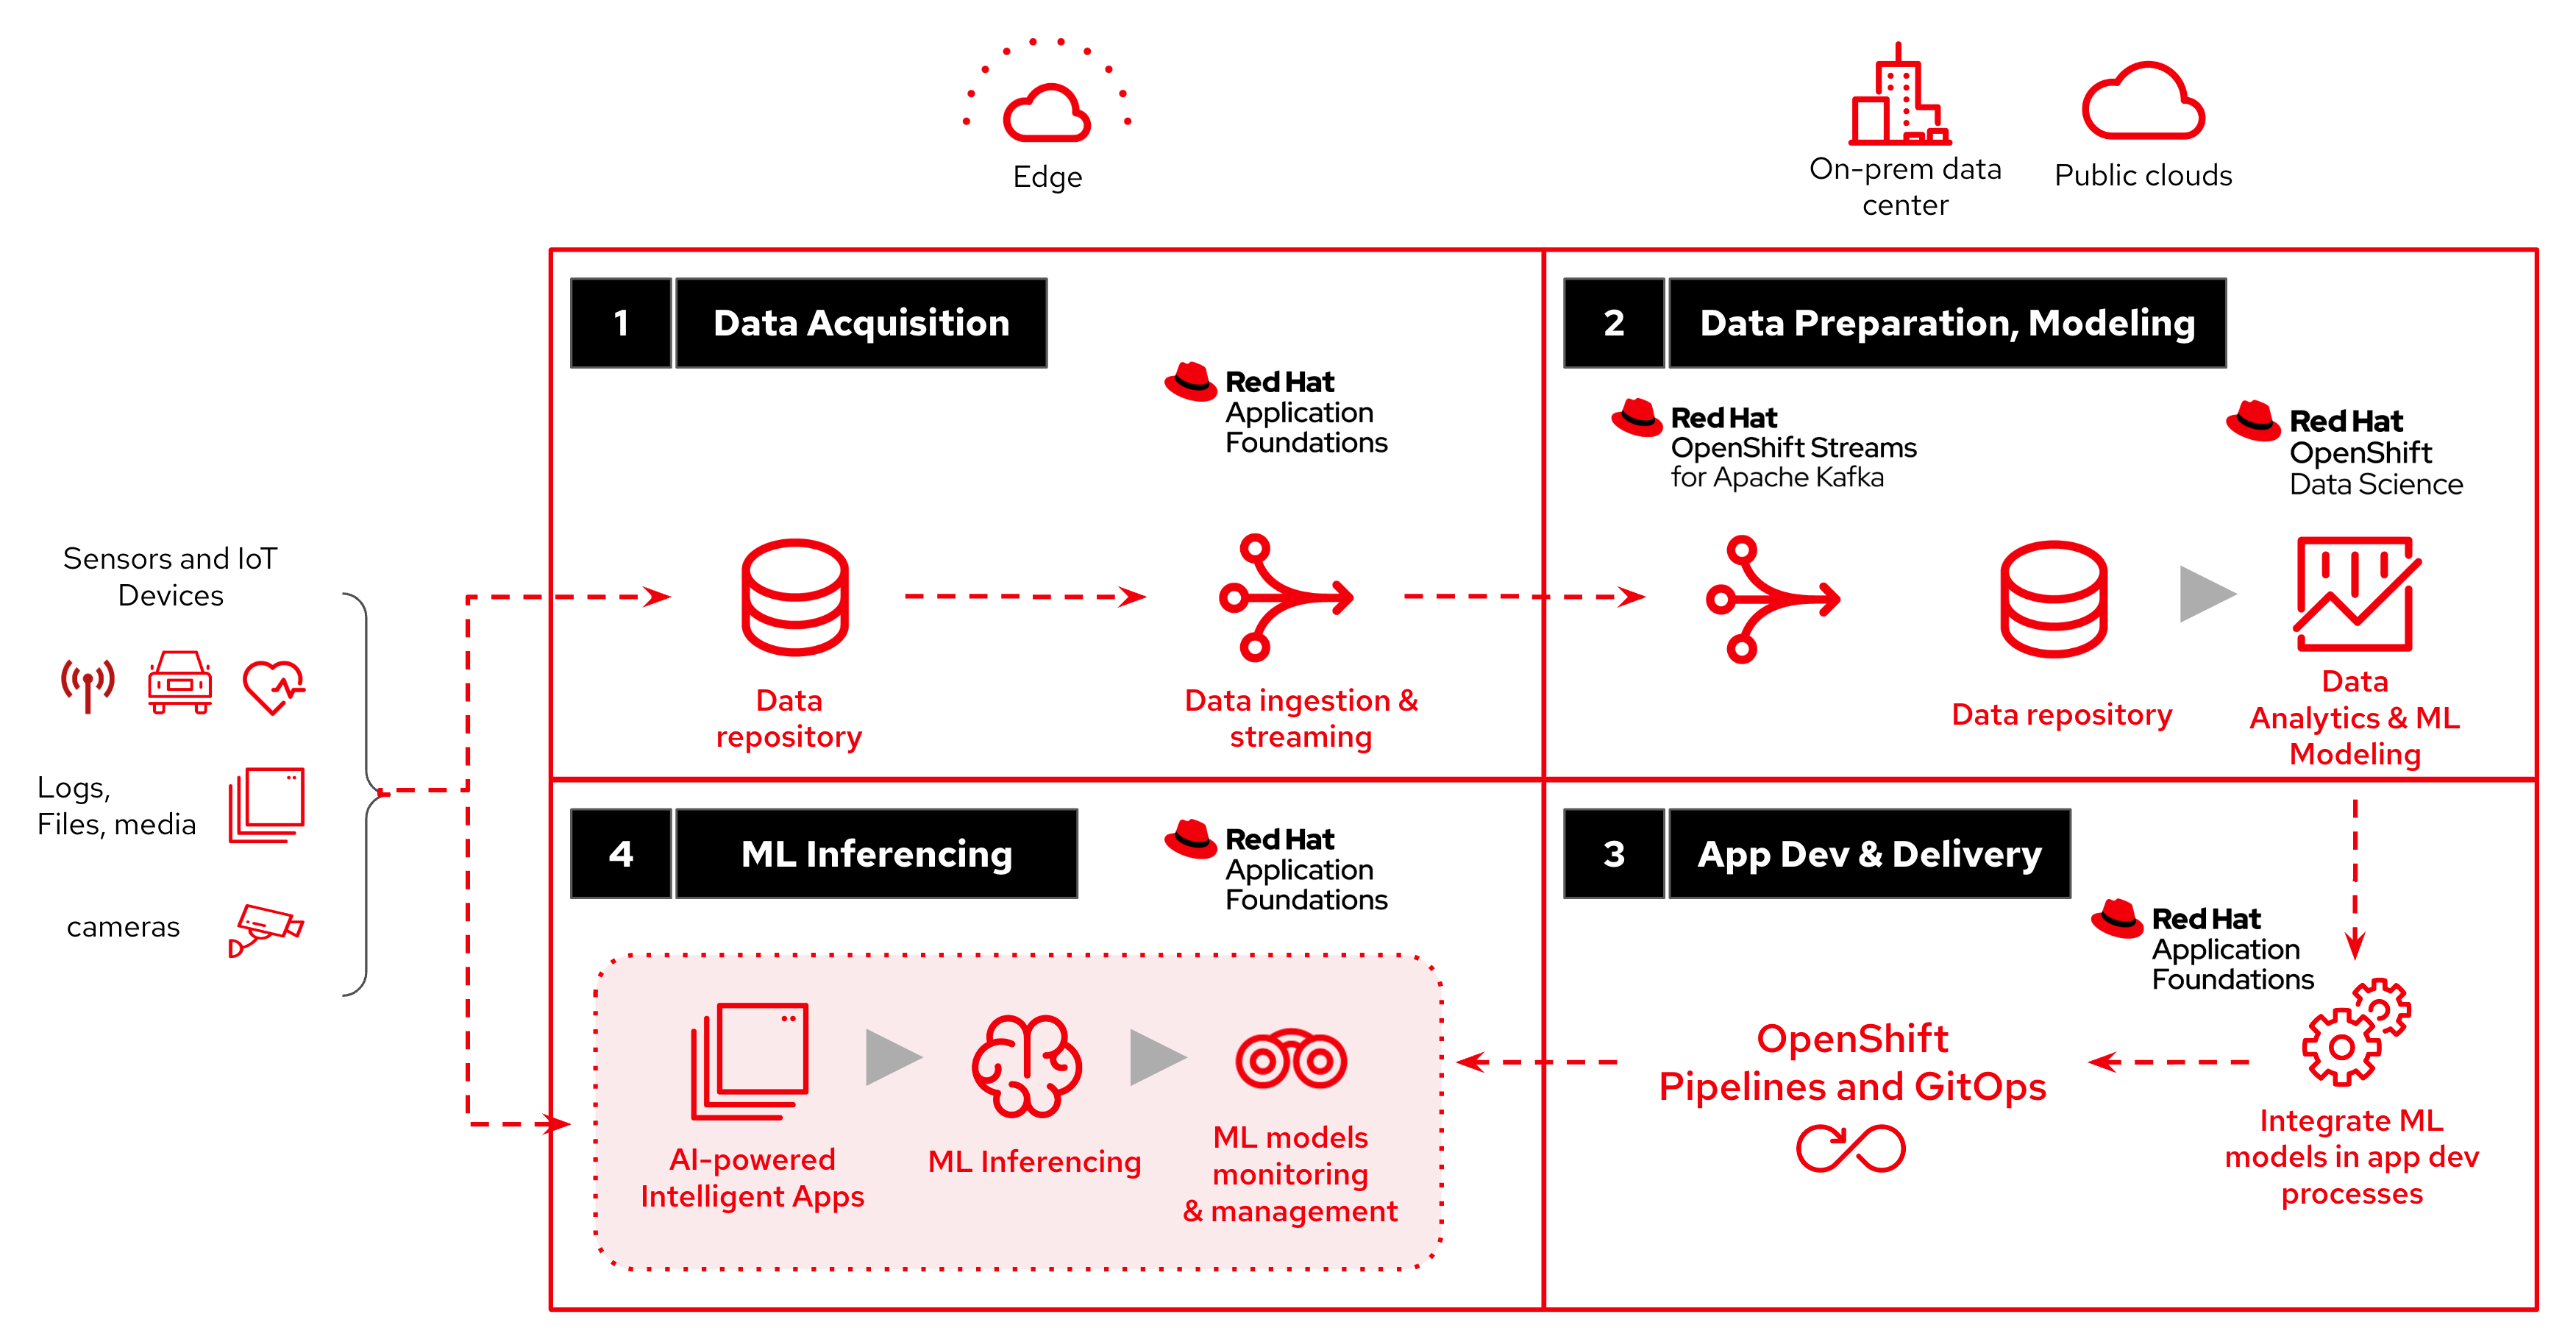 Edge
On-prem data
center
Public clouds
1
Data Acquisition
Red Hat
Application
Foundations
2
Data Preparation, Modeling
Red Hat
OpenShift Streams
for Apache Kafka
Red Hat
OpenShift
Data Science
Sensors and IoT
Devices
Logs,
Files, media
cameras
Data
repository
Data ingestion &
streaming
Data repository
Data
Analytics & ML
Modeling
4
ML Inferencing
Red Hat
Application
Foundations
AI-powered
Intelligent Apps
ML Inferencing
ML models
monitoring
& management
3
App Dev & Delivery
Red Hat
Application
Foundations
OpenShift
Pipelines and GitOps
Integrate ML
models in app dev
processes